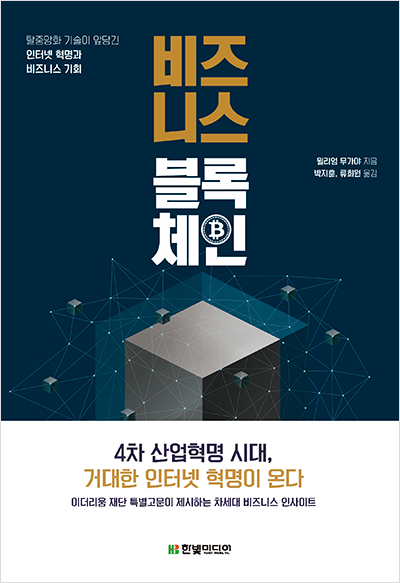 탈중앙화 기술이 앞당긴
인터넷 혁명과
비즈니스 기회
비즈
니스
블록
체인
윌리엄 무가야 지음
박지훈, 류희원 옮김
4차 산업혁명 시대,
거대한 인터넷 혁명이 온다
이더리움 재단 특별고문이 제시하는 차세대 비즈니스 인사이트
HB 한빛미디어